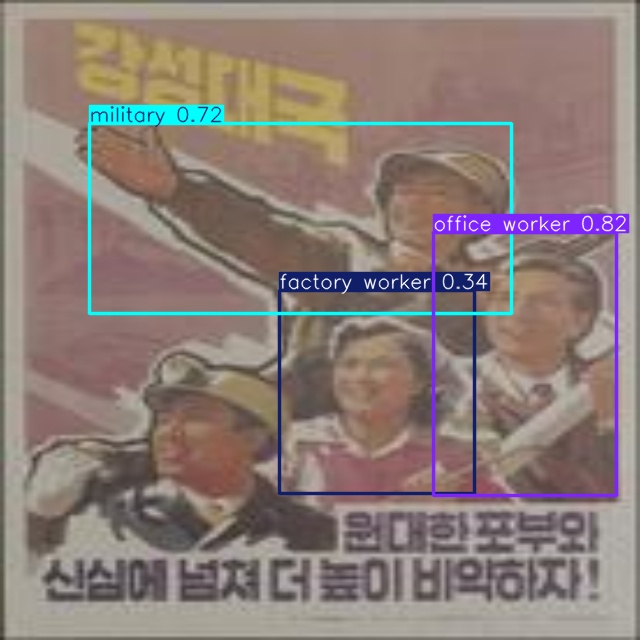 강성대국
military 0.72
office worker 0.82
factory worker 0.34
원대한 포부와
신심에 넘쳐 더 높이 비약하자!